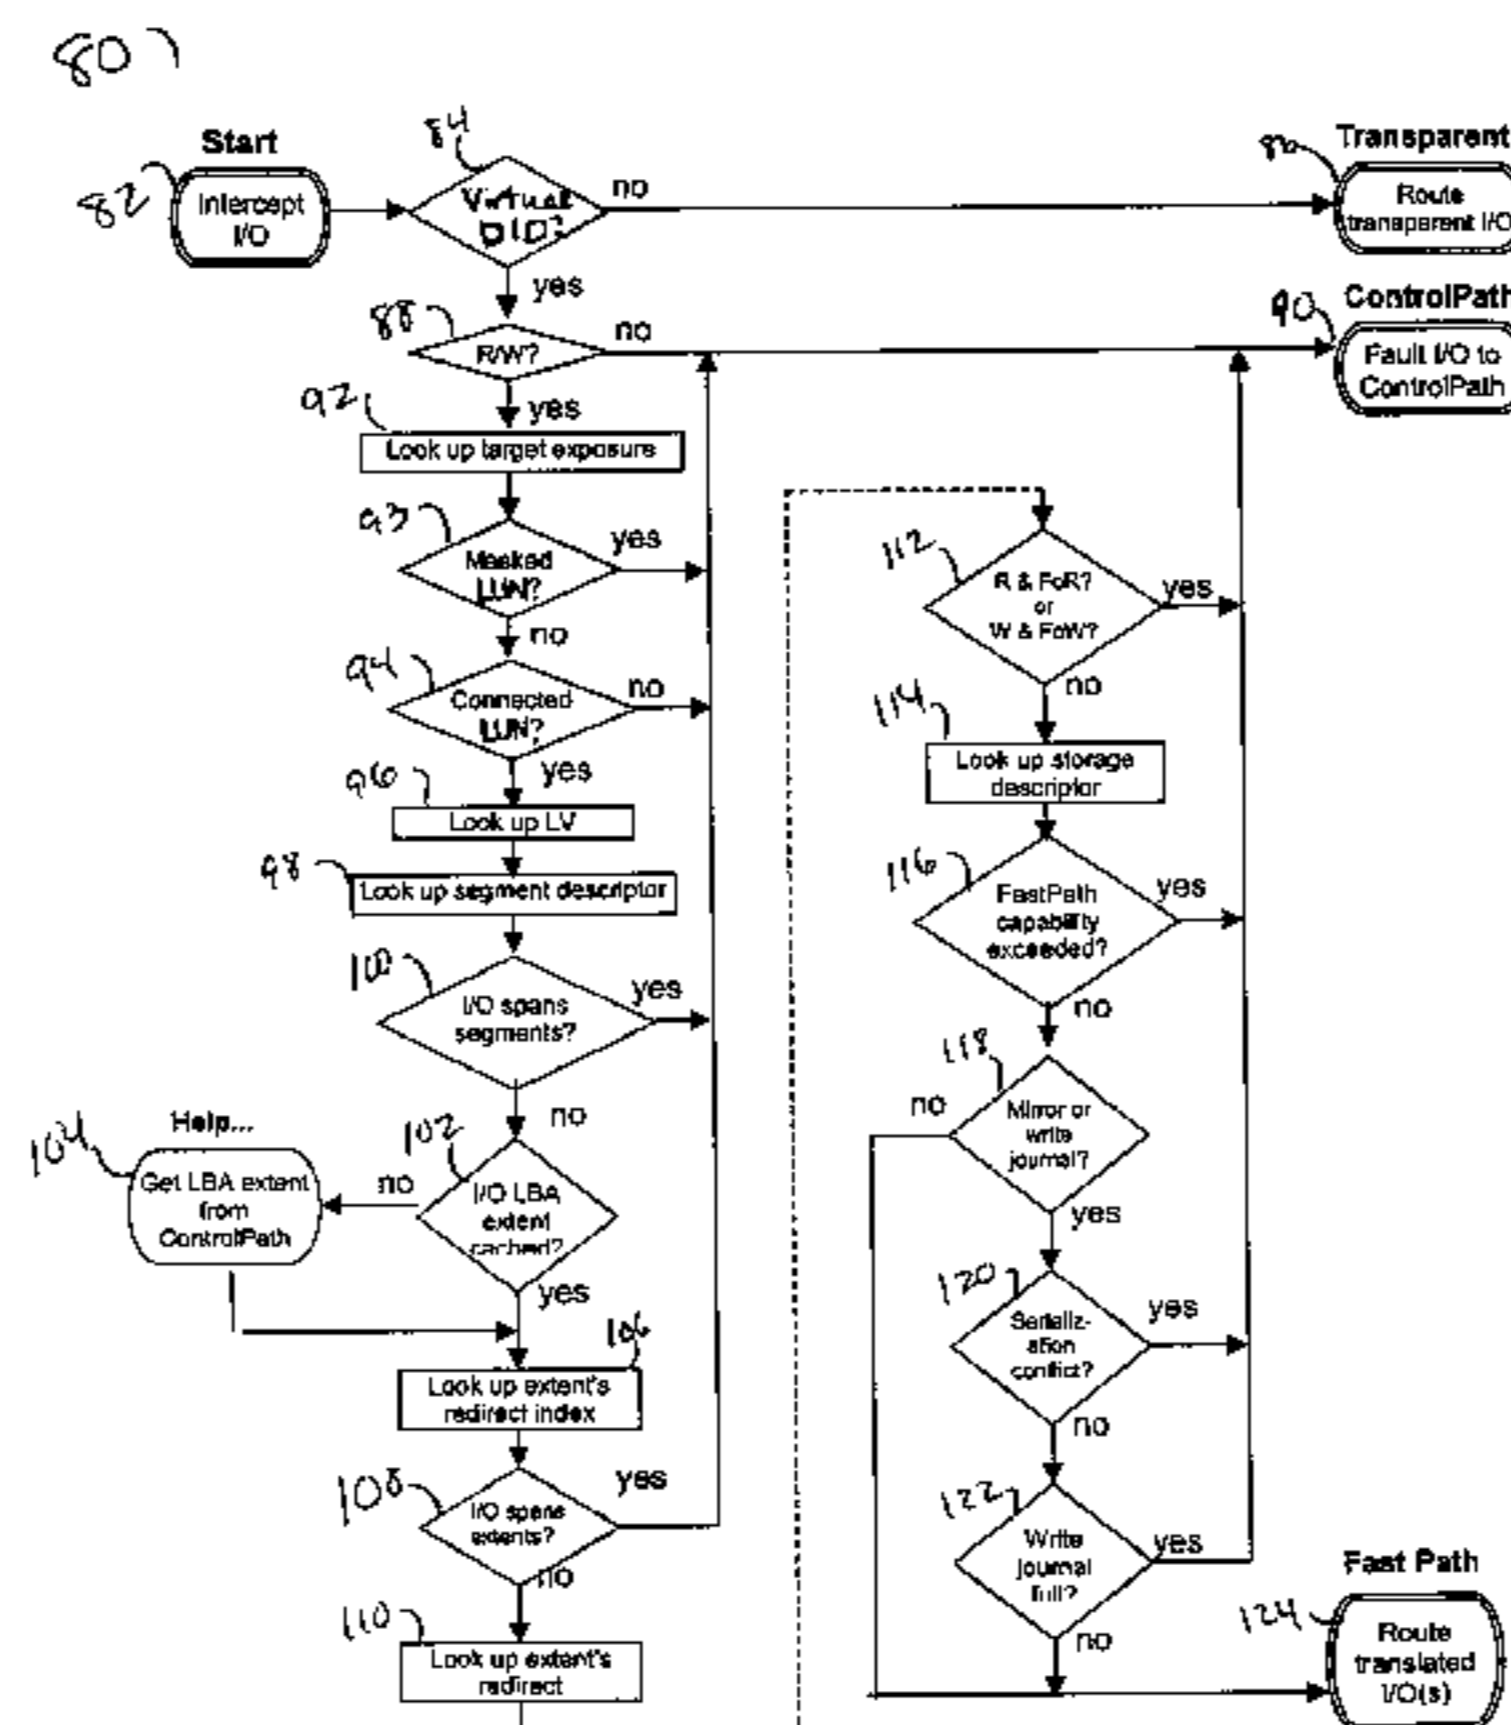 80
Start
82
Intercept
I/O
84
Virtual
DID?
no
yes
86
Transparent
Route
transparent I/O
88
R/W?
no
yes
90
ControlPath
Fault I/O to
ControlPath
92
Look up target exposure
93
Masked
LUN?
yes
no
94
Connected
LUN?
no
yes
96
Look up LV
98
Look up segment descriptor
100
I/O spans
segments?
yes
no
102
I/O LBA
extent
cached?
no
yes
Help...
104
Get LBA extent
from
ControlPath
106
Look up extent's
redirect index
108
I/O spans
extents?
yes
no
110
Look up extent's
redirect
112
R & FoR?
or
W & FoW?
yes
no
114
Look up storage
descriptor
116
FastPath
capability
exceeded?
yes
no
118
Mirror or
write
journal?
no
yes
120
Serializ-
ation
conflict?
yes
no
122
Write
journal
full?
yes
no
Fast Path
124
Route
translated
I/O(s)